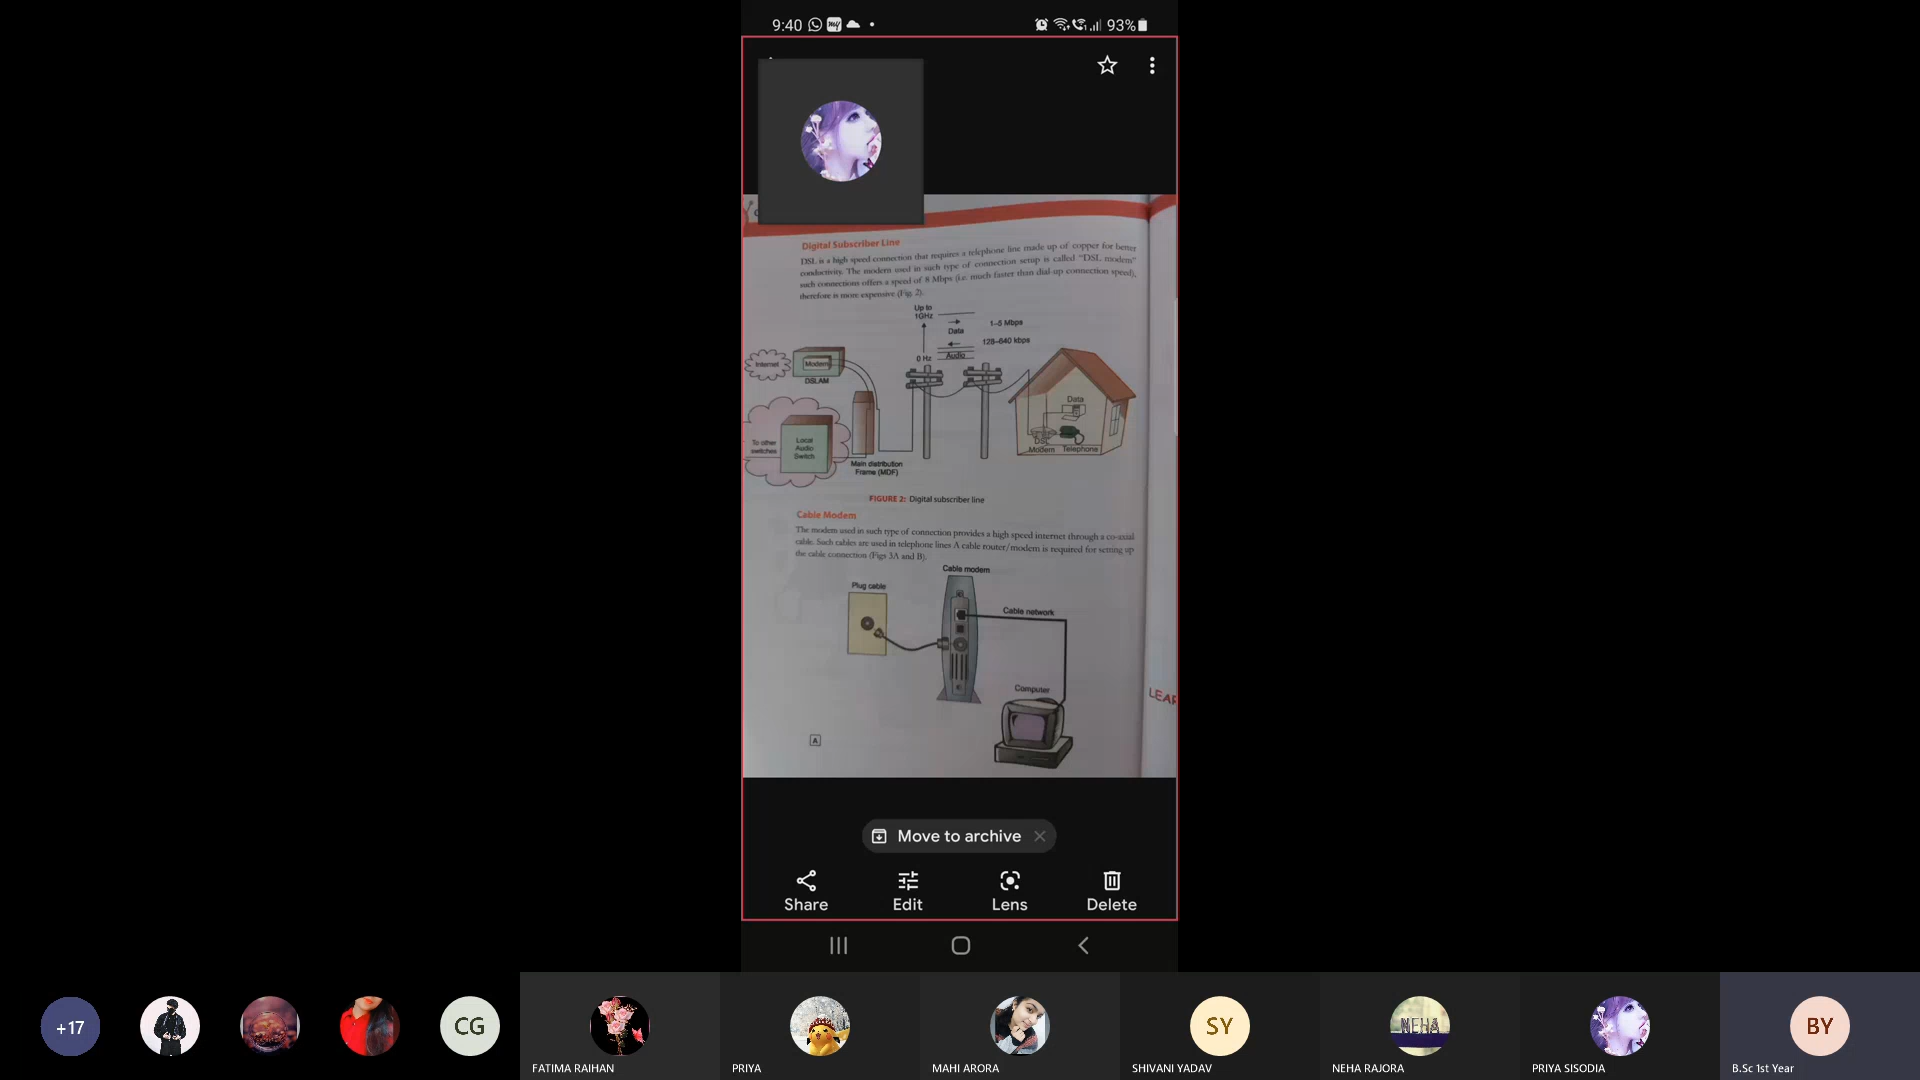 9:40
93%
Digital Subscriber Line
DSL is a high speed connection that requires a telephone line made up of copper for better
conductivity. The modem used in such type of connection setup is called "DSL modem"
such connections offers a speed of 8 Mbps (i.e. much faster than dial-up connection speed),
therefore is more expensive (Fig. 2).
Up to
1GHz
Data
1–5 Mbps
128–640 kbps
0 Hz
Audio
Internet
Modem
DSLAM
To other
switches
Local
Audio
Switch
Main distribution
Frame (MDF)
Data
DSL
Modem
Telephone
FIGURE 2: Digital subscriber line
Cable Modem
The modem used in such type of connection provides a high speed internet through a co-axial
cable. Such cables are used in telephone lines A cable router/modem is required for setting up
the cable connection (Figs 3A and B).
Cable modem
Plug cable
Cable network
Computer
A
LEAR
Move to archive
Share
Edit
Lens
Delete
+17
CG
FATIMA RAIHAN
PRIYA
MAHI ARORA
SY
SHIVANI YADAV
NEHA
NEHA RAJORA
PRIYA SISODIA
BY
B.Sc 1st Year